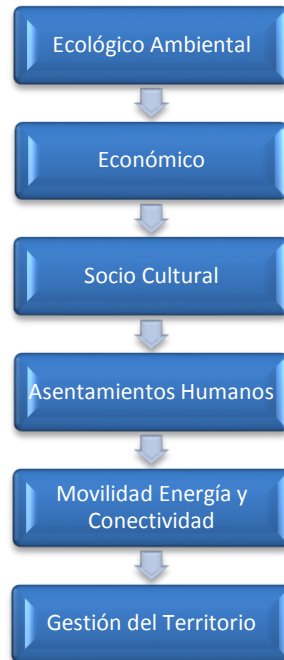 Ecológico Ambiental
Económico
Socio Cultural
Asentamientos Humanos
Movilidad Energía y
Conectividad
Gestión del Territorio